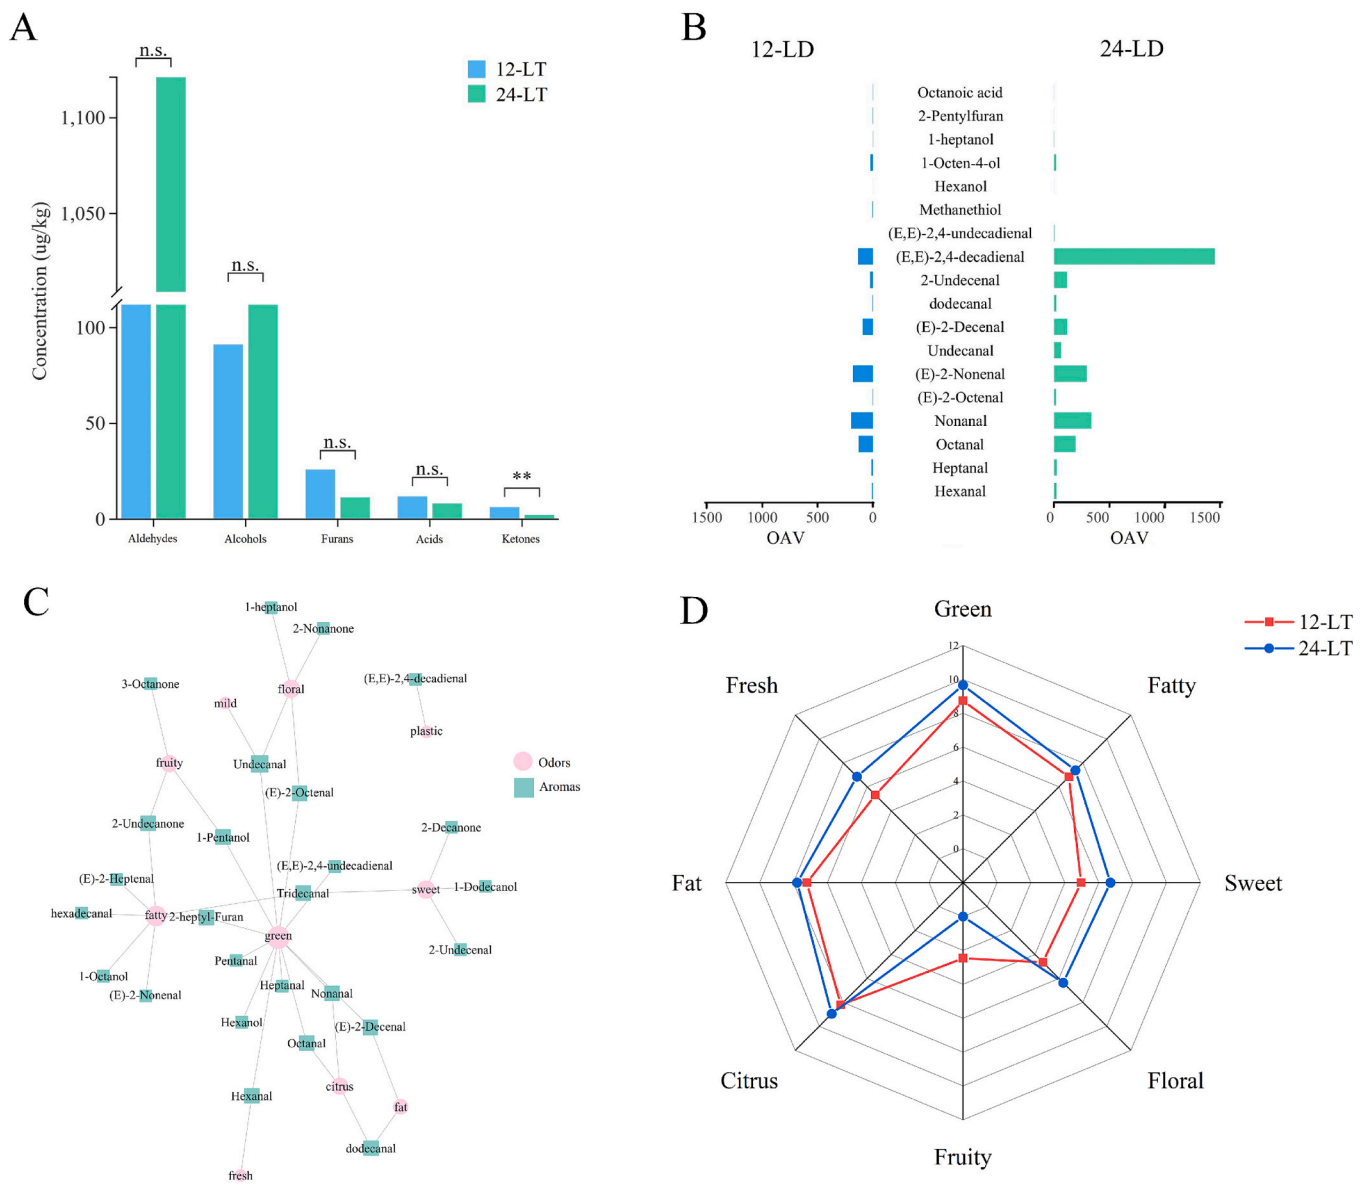 A
n.s.
12-LT
24-LT
1,100
1,050
100
50
0
Concentration (ug/kg)
n.s.
n.s.
n.s.
**
Aldehydes
Alcohols
Furans
Acids
Ketones
B
12-LD
24-LD
Octanoic acid
2-Pentylfuran
1-heptanol
1-Octen-4-ol
Hexanol
Methanethiol
(E,E)-2,4-undecadienal
(E,E)-2,4-decadienal
2-Undecenal
dodecanal
(E)-2-Decenal
Undecanal
(E)-2-Nonenal
(E)-2-Octenal
Nonanal
Octanal
Heptanal
Hexanal
1500 1000 500 0
OAV
0 500 1000 1500
OAV
C
1-heptanol
2-Nonanone
3-Octanone
(E,E)-2,4-decadienal
floral
mild
plastic
fruity
Undecanal
(E)-2-Octenal
Odors
Aromas
2-Undecanone
1-Pentanol
2-Decanone
(E,E)-2,4-undecadienal
(E)-2-Heptenal
Tridecanal
sweet
1-Dodecanol
hexadecanal
fatty
2-heptyl-Furan
green
2-Undecenal
Pentanal
1-Octanol
(E)-2-Nonenal
Heptanal
Nonanal
Hexanol
(E)-2-Decenal
Octanal
citrus
Hexanal
fat
dodecanal
fresh
D
12-LT
24-LT
Green
Fatty
Sweet
Floral
Fruity
Citrus
Fat
Fresh
12
10
8
6
4
2
0